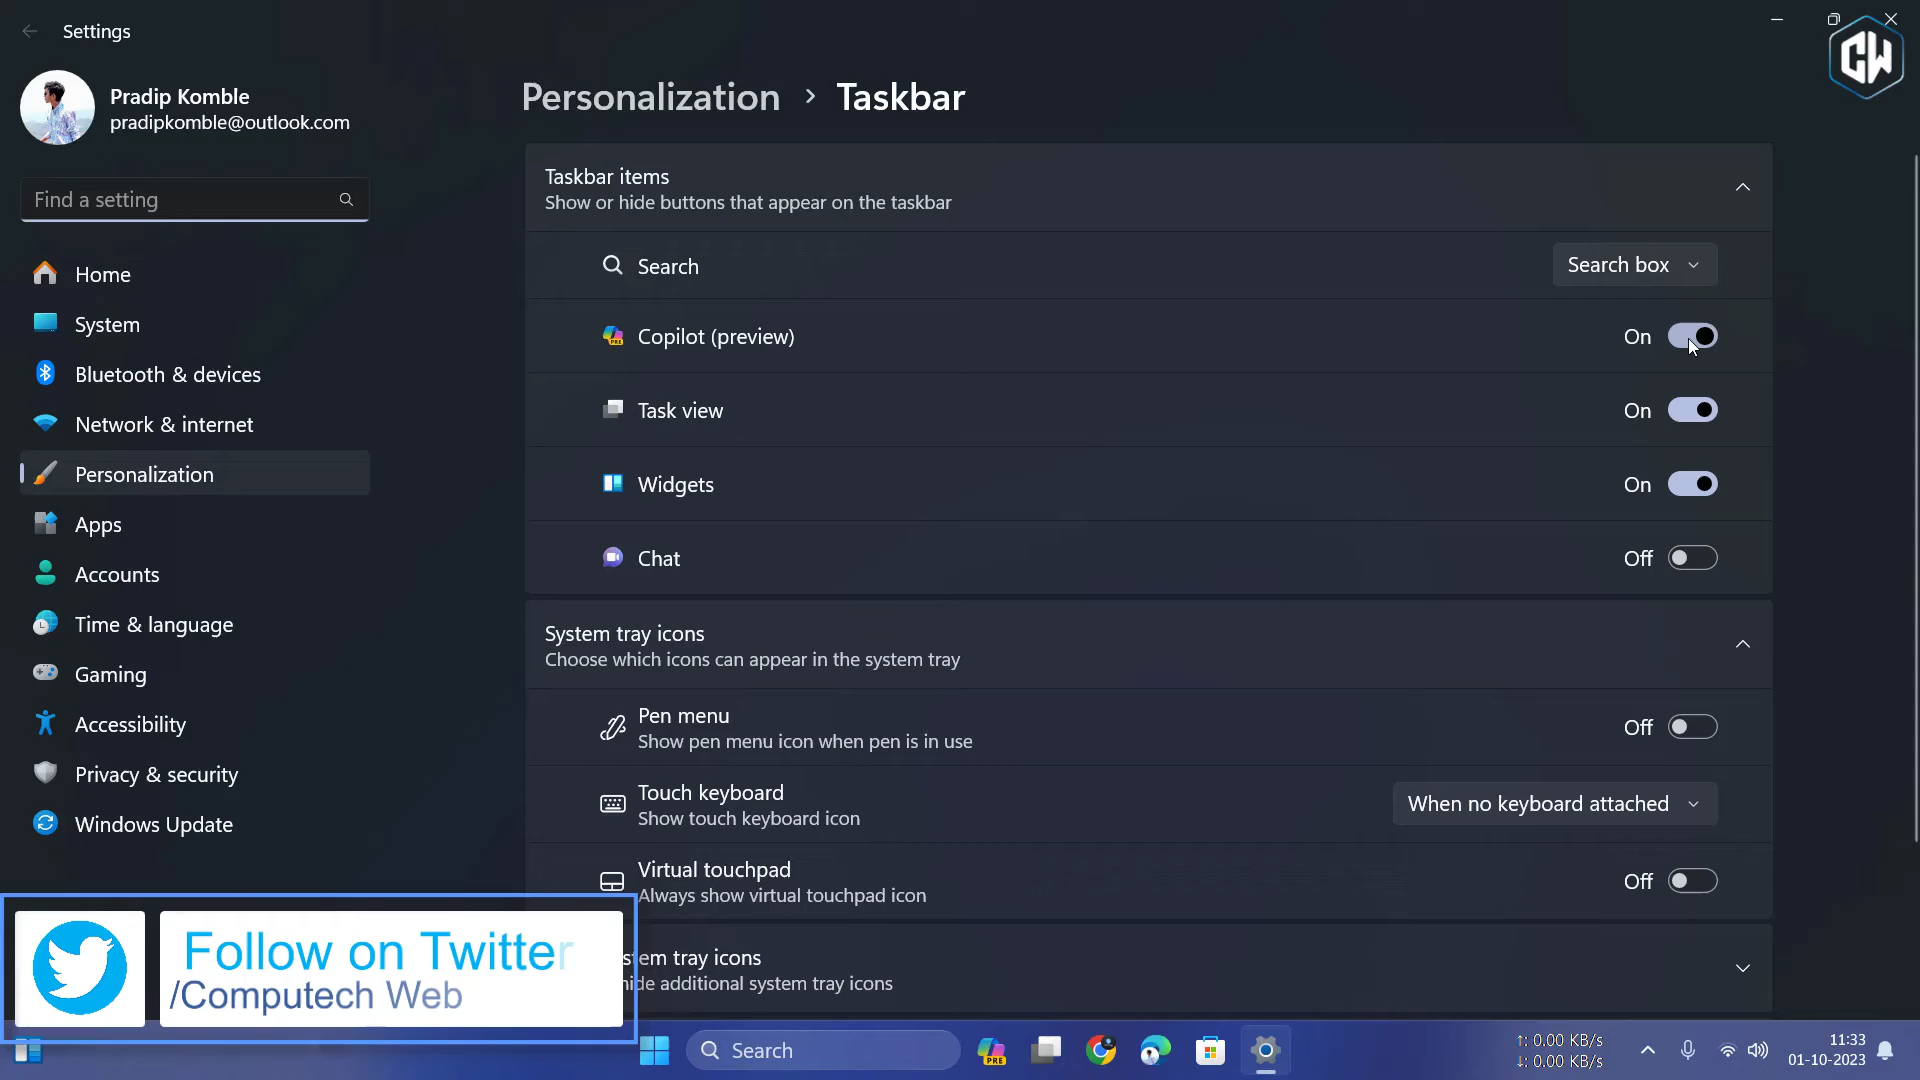 Settings
CW
Pradip Komble
pradipkomble@outlook.com
Find a setting
Home
System
Bluetooth & devices
Network & internet
Personalization
Apps
Accounts
Time & language
Gaming
Accessibility
Privacy & security
Windows Update
Personalization > Taskbar
Taskbar items
Show or hide buttons that appear on the taskbar
Search
Search box
Copilot (preview)
On
Task view
On
Widgets
On
Chat
Off
System tray icons
Choose which icons can appear in the system tray
Pen menu
Show pen menu icon when pen is in use
Off
Touch keyboard
Show touch keyboard icon
When no keyboard attached
Virtual touchpad
Always show virtual touchpad icon
Off
tray icons
additional system tray icons
Follow on Twitter
/Computech Web
Search
PRE
↑: 0.00 KB/s
↓: 0.00 KB/s
11:33
01-10-2023